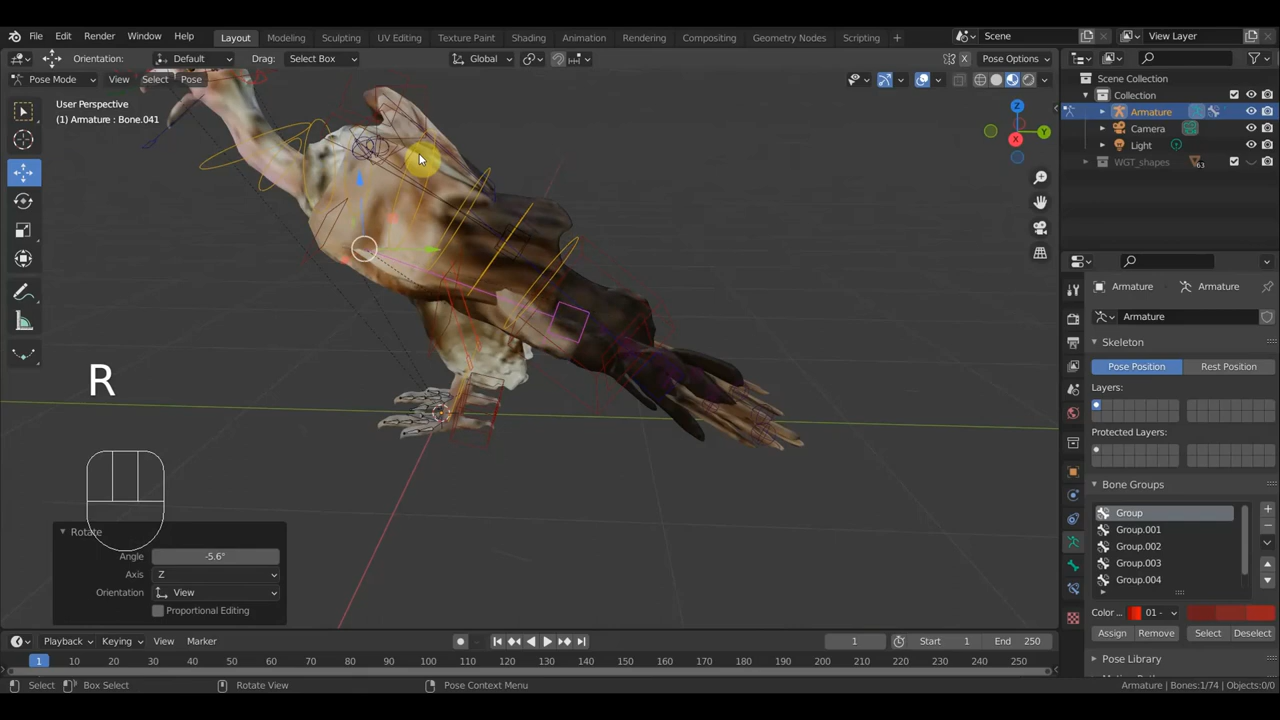 File Edit Render Window Help Layout Modeling Sculpting UV Editing Texture Paint Shading Animation Rendering Compositing Geometry Nodes Scripting + Scene View Layer
Orientation: Default Drag: Select Box Global X Pose Options
Pose Mode View Select Pose
User Perspective
(1) Armature : Bone.041
Z
Y
X
R
Rotate
Angle -5.6°
Axis Z
Orientation View
Proportional Editing
Scene Collection
Collection
Armature
Camera
Light
WGT_shapes 63
Armature Armature
Armature
Skeleton
Pose Position Rest Position
Layers:
Protected Layers:
Bone Groups
Group
Group.001
Group.002
Group.003
Group.004
Color ... 01 -
Assign Remove Select Deselect
Pose Library
Playback Keying View Marker 1 Start 1 End 250
1 10 20 30 40 50 60 70 80 90 100 110 120 130 140 150 160 170 180 190 200 210 220 230 240 250
Select Box Select Rotate View Pose Context Menu Armature | Bones:1/74 | Objects:0/0